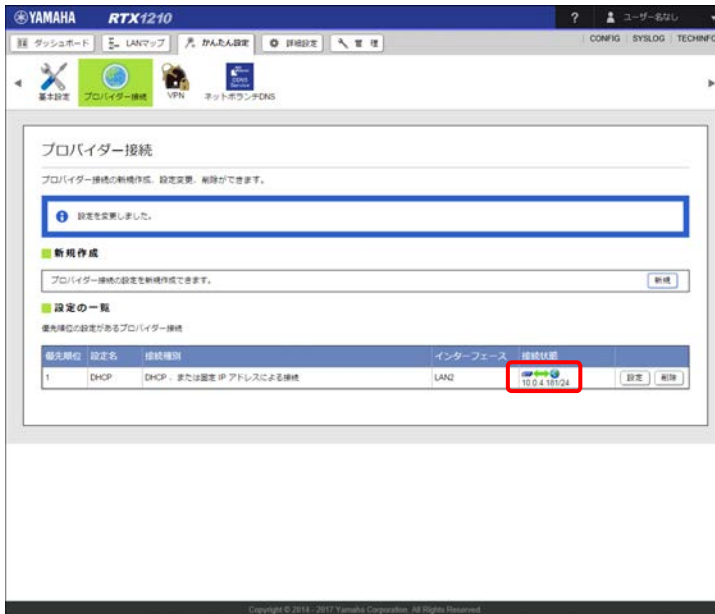 YAMAHA RTX1210 ? ユーザー名なし
ダッシュボード LANマップ かんたん設定 詳細設定 管理 CONFIG SYSLOG TECHINFO
基本設定 プロバイダー接続 VPN ネットボランチDNS
プロバイダー接続
プロバイダー接続の新規作成、設定変更、削除ができます。
設定を変更しました。
新規作成
プロバイダー接続の設定を新規作成できます。 新規
設定の一覧
優先順位の設定があるプロバイダー接続
優先順位 設定名 接続種別 インターフェース 接続状態
1 DHCP DHCP 、または固定 IP アドレスによる接続 LAN2 10.0.4.181/24 設定 削除
Copyright © 2014 - 2017 Yamaha Corporation. All Rights Reserved.